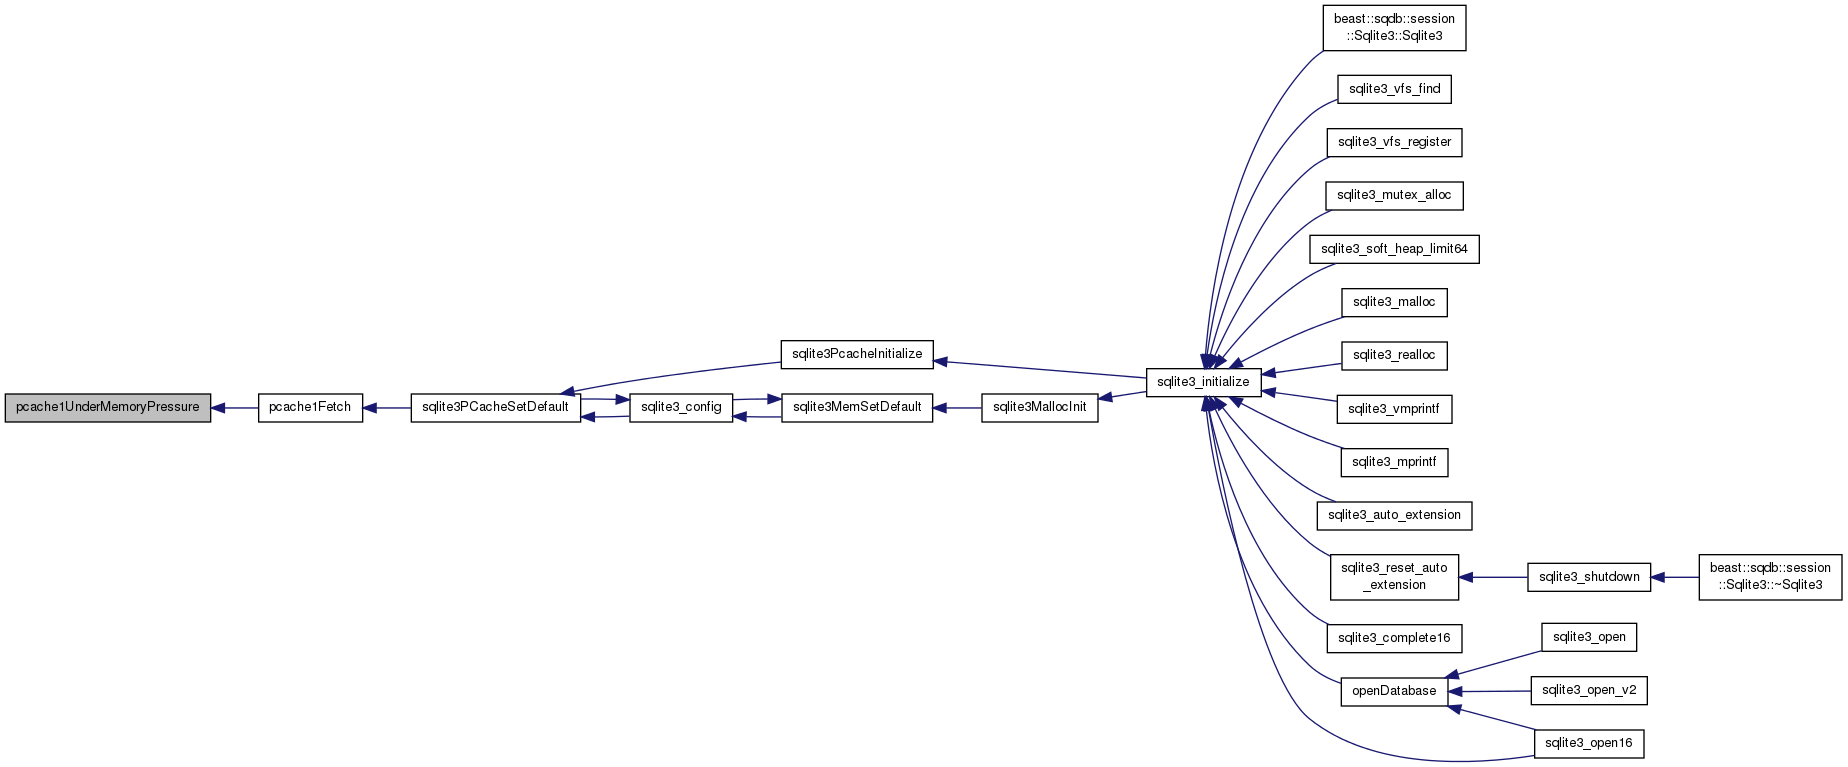 beast::sqdb::session
::Sqlite3::Sqlite3
sqlite3_vfs_find
sqlite3_vfs_register
sqlite3_mutex_alloc
sqlite3_soft_heap_limit64
sqlite3_malloc
sqlite3PcacheInitialize
sqlite3_realloc
sqlite3_initialize
pcache1UnderMemoryPressure
pcache1Fetch
sqlite3PCacheSetDefault
sqlite3_config
sqlite3MemSetDefault
sqlite3MallocInit
sqlite3_vmprintf
sqlite3_mprintf
sqlite3_auto_extension
sqlite3_reset_auto
_extension
sqlite3_shutdown
beast::sqdb::session
::Sqlite3::~Sqlite3
sqlite3_complete16
sqlite3_open
openDatabase
sqlite3_open_v2
sqlite3_open16